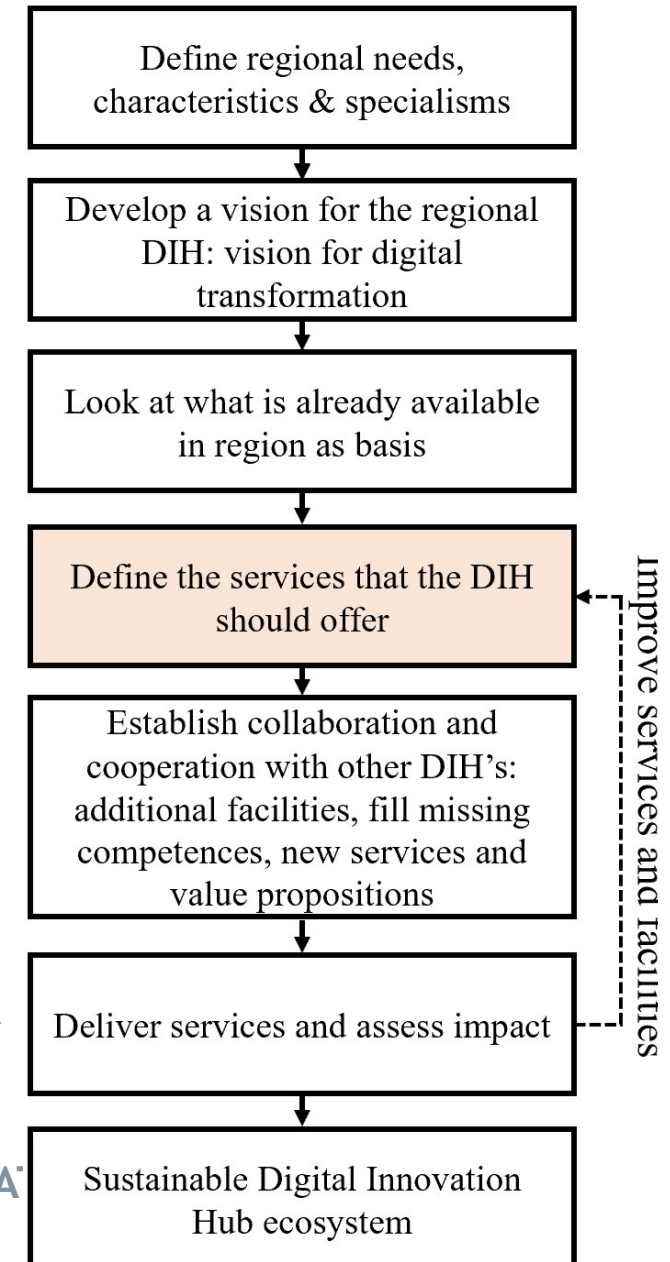 Define regional needs,
characteristics & specialisms
Develop a vision for the regional
DIH: vision for digital
transformation
Look at what is already available
in region as basis
Define the services that the DIH
should offer
Improve services and facilities
Establish collaboration and
cooperation with other DIH’s:
additional facilities, fill missing
competences, new services and
value propositions
Deliver services and assess impact
Sustainable Digital Innovation
Hub ecosystem